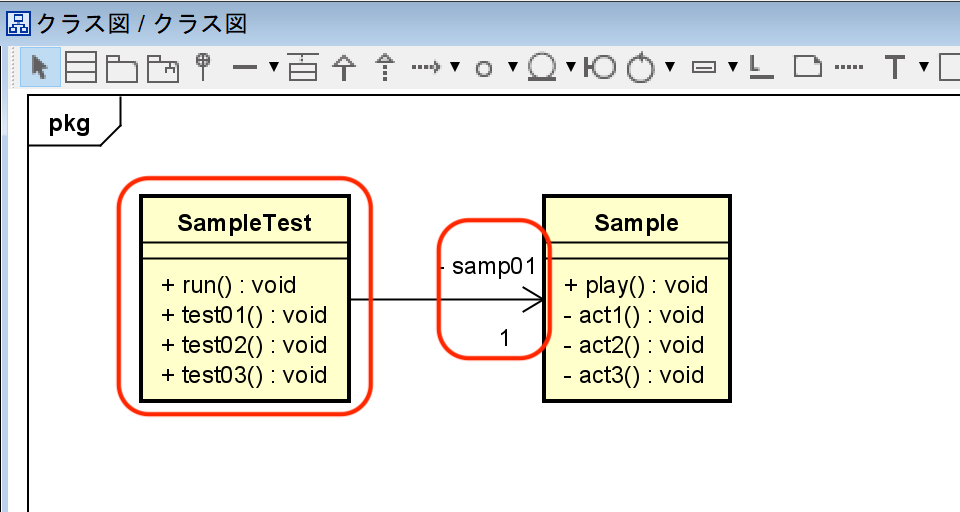 クラス図 / クラス図
pkg
SampleTest
+ run() : void
+ test01() : void
+ test02() : void
+ test03() : void
- samp01
1
Sample
+ play() : void
- act1() : void
- act2() : void
- act3() : void